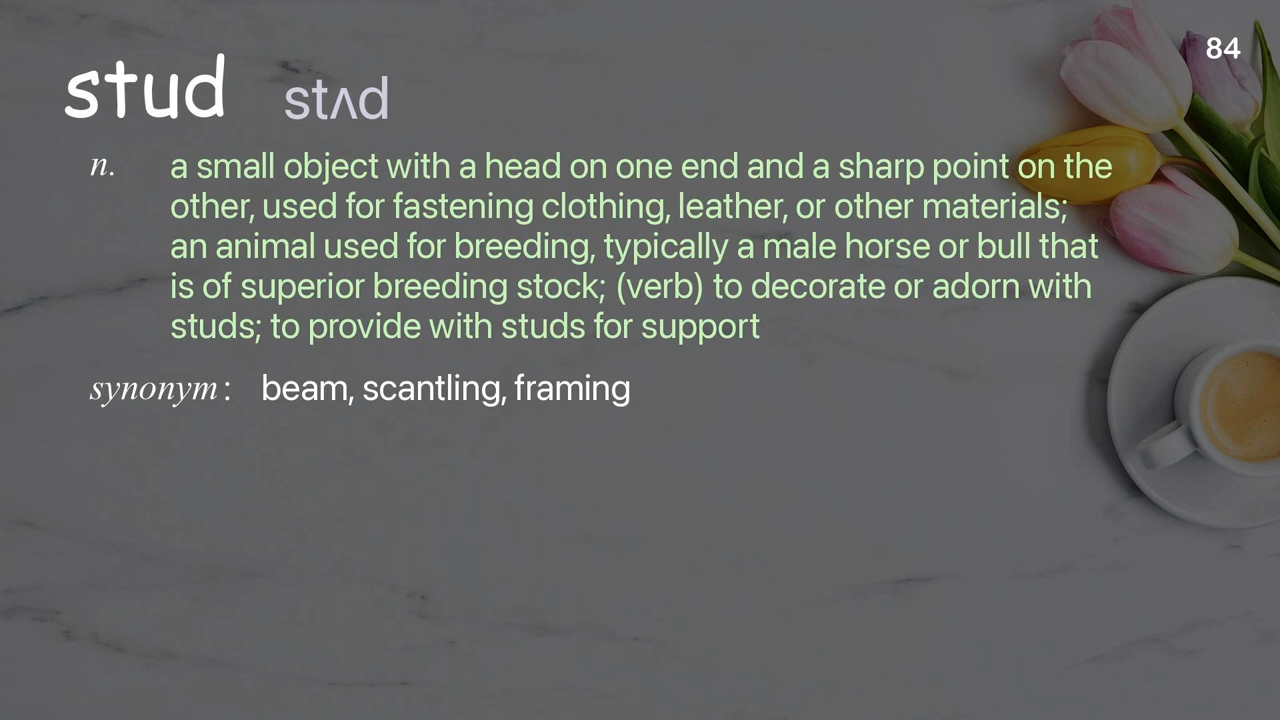 84
stud stʌd
n. a small object with a head on one end and a sharp point on the
other, used for fastening clothing, leather, or other materials;
an animal used for breeding, typically a male horse or bull that
is of superior breeding stock; (verb) to decorate or adorn with
studs; to provide with studs for support
synonym: beam, scantling, framing